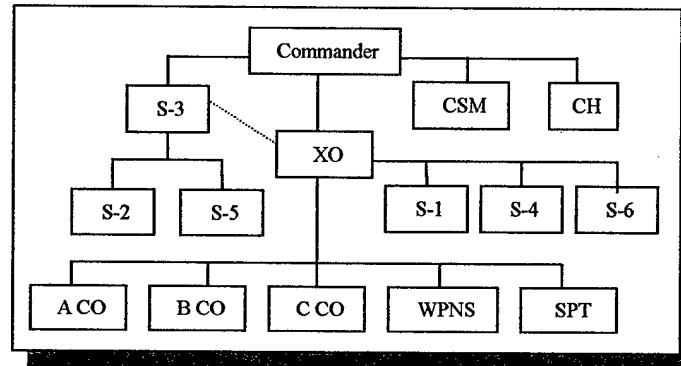 Commander
S-3
CSM
CH
XO
S-2
S-5
S-1
S-4
S-6
A CO
B CO
C CO
WPNS
SPT